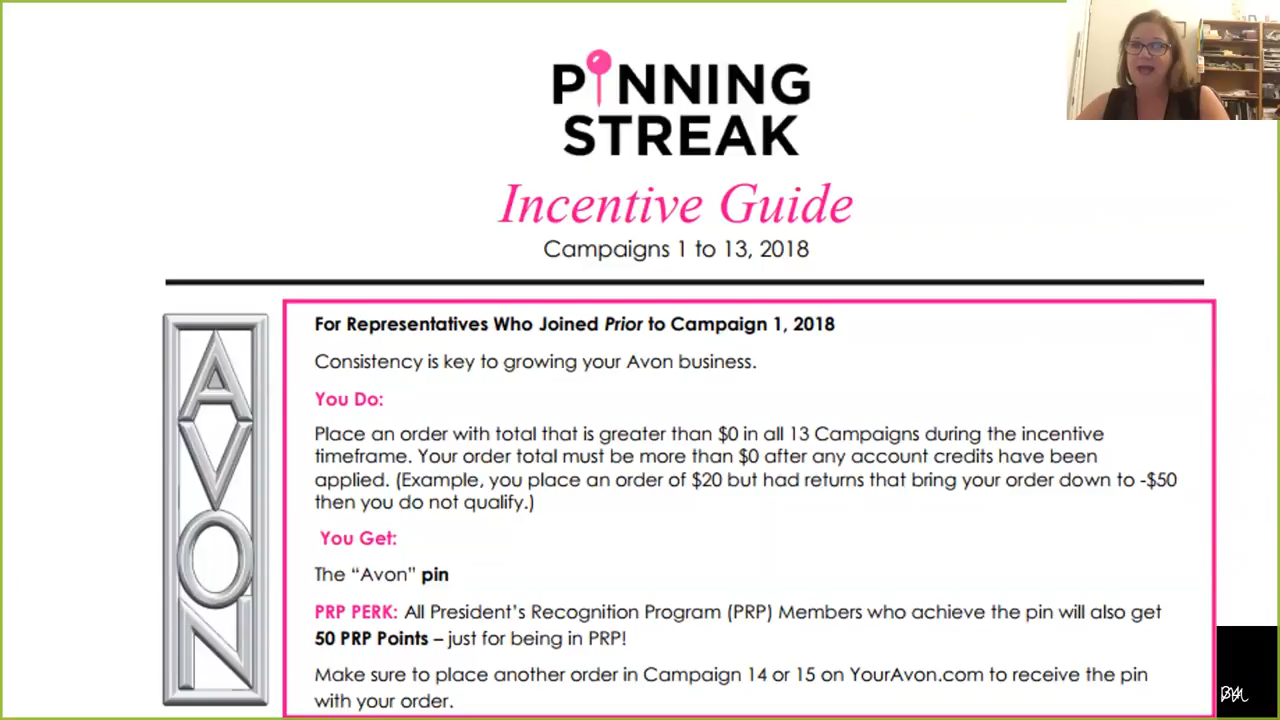 PINNING
STREAK
Incentive Guide
Campaigns 1 to 13, 2018
AVON
For Representatives Who Joined Prior to Campaign 1, 2018
Consistency is key to growing your Avon business.
You Do:
Place an order with total that is greater than $0 in all 13 Campaigns during the incentive
timeframe. Your order total must be more than $0 after any account credits have been
applied. (Example, you place an order of $20 but had returns that bring your order down to -$50
then you do not qualify.)
You Get:
The “Avon” pin
PRP PERK: All President’s Recognition Program (PRP) Members who achieve the pin will also get
50 PRP Points – just for being in PRP!
Make sure to place another order in Campaign 14 or 15 on YourAvon.com to receive the pin
with your order.